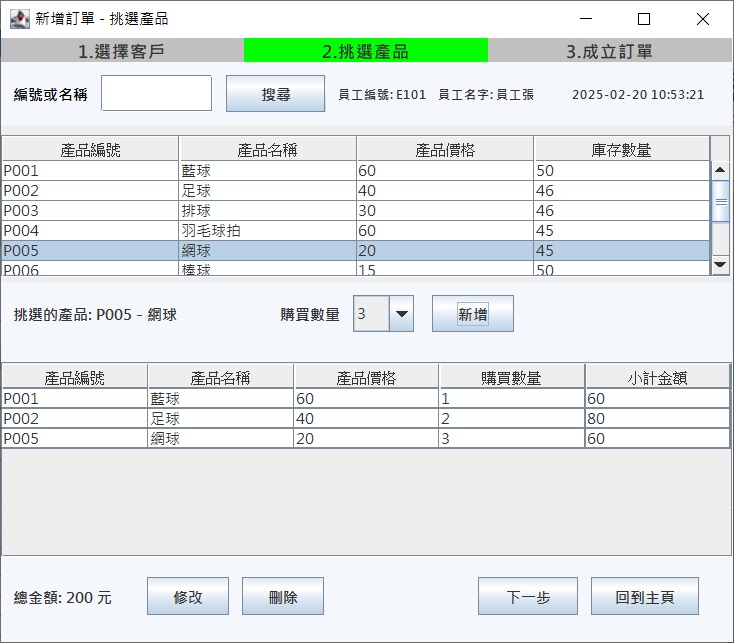 新增訂單 - 挑選產品
1.選擇客戶 2.挑選產品 3.成立訂單
編號或名稱 搜尋 員工編號:E101 員工名字:員工張 2025-02-20 10:53:21
產品編號 產品名稱 產品價格 庫存數量
P001 藍球 60 50
P002 足球 40 46
P003 排球 30 46
P004 羽毛球拍 60 45
P005 網球 20 45
P006 棒球 15 50
挑選的產品: P005 - 網球 購買數量 3 新增
產品編號 產品名稱 產品價格 購買數量 小計金額
P001 藍球 60 1 60
P002 足球 40 2 80
P005 網球 20 3 60
總金額: 200 元 修改 刪除 下一步 回到主頁